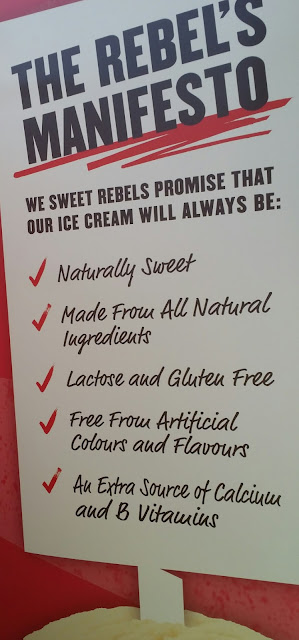 THE REBEL'S
MANIFESTO
WE SWEET REBELS PROMISE THAT
OUR ICE CREAM WILL ALWAYS BE:
Naturally Sweet
Made From All Natural
Ingredients
Lactose and Gluten Free
Free From Artificial
Colours and Flavours
An Extra Source of Calcium
and B Vitamins